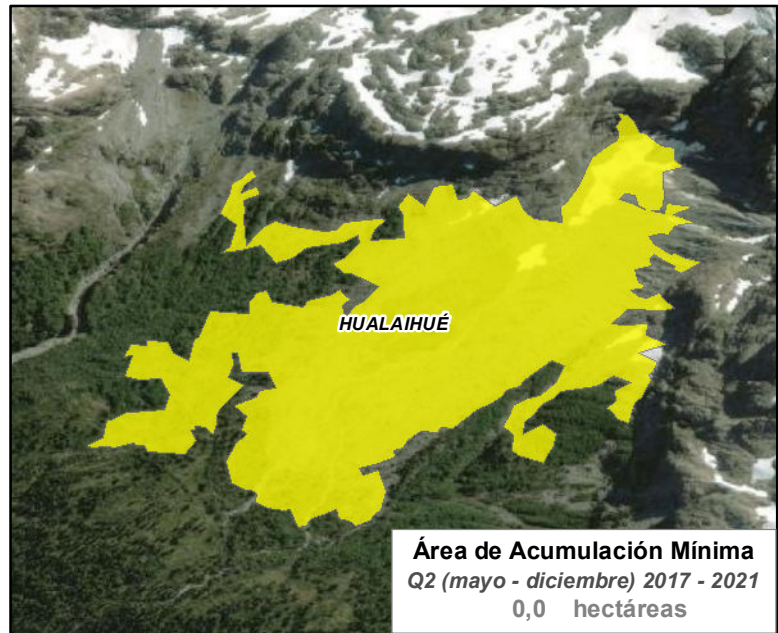 HUALAIHUÉ
Área de Acumulación Mínima
Q2 (mayo - diciembre) 2017 - 2021
0,0 hectáreas